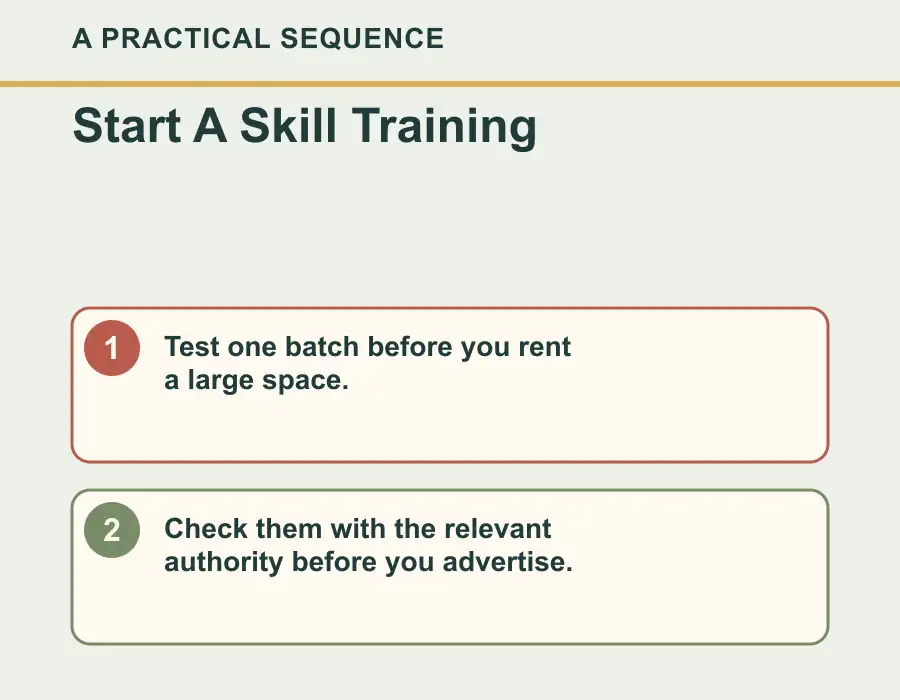 A PRACTICAL SEQUENCE
Start A Skill Training
1
Test one batch before you rent
a large space.
2
Check them with the relevant
authority before you advertise.